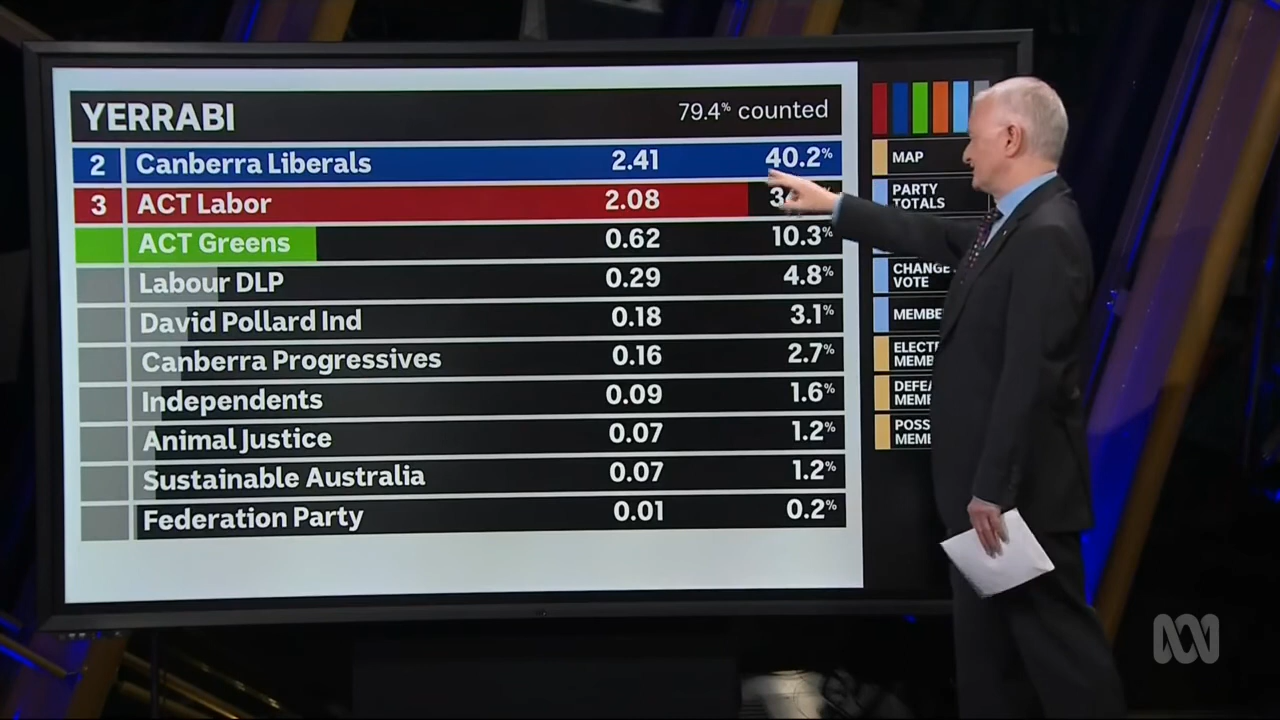 YERRABI 79.4% counted
2 Canberra Liberals 2.41 40.2%
3 ACT Labor 2.08
ACT Greens 0.62 10.3%
Labour DLP 0.29 4.8%
David Pollard Ind 0.18 3.1%
Canberra Progressives 0.16 2.7%
Independents 0.09 1.6%
Animal Justice 0.07 1.2%
Sustainable Australia 0.07 1.2%
Federation Party 0.01 0.2%
MAP
PARTY
TOTALS
CHANGE
VOTE